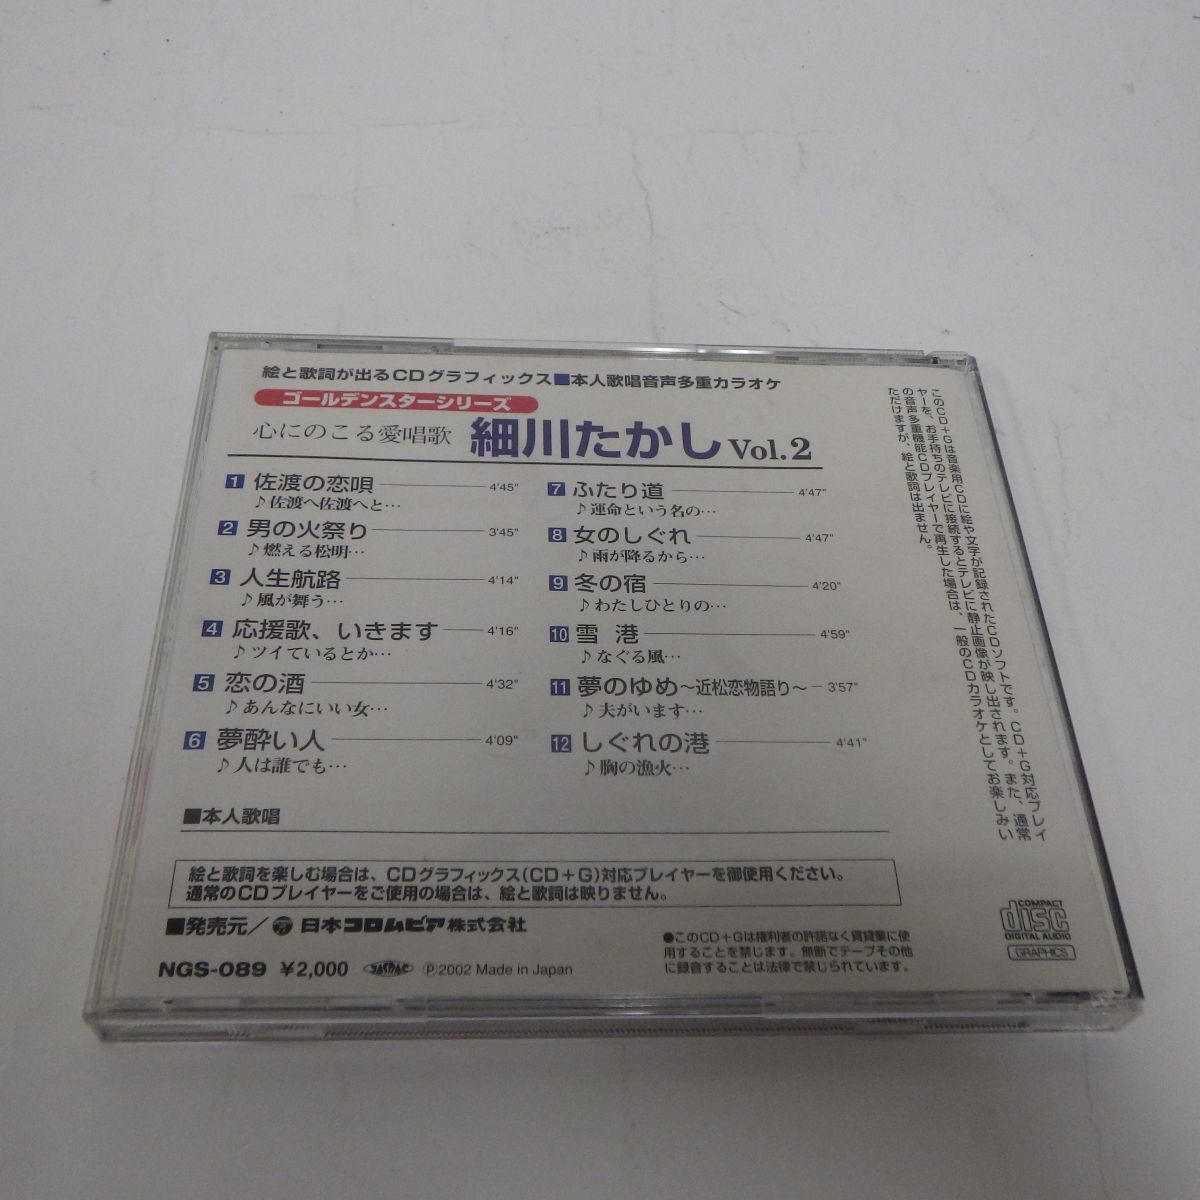 絵と歌詞が出るCDグラフィックス■本人歌唱音声多重カラオケ
ゴールデンスターシリーズ
心にのこる愛唱歌 細川たかし Vol.2
1 佐渡の恋唄 4'45"
♪佐渡へ佐渡へと…
2 男の火祭り 3'45"
♪燃える松明…
3 人生航路 4'14"
♪風が舞う…
4 応援歌、いきます 4'16"
♪ツイているとか…
5 恋の酒 4'32"
♪あんなにいい女…
6 夢酔い人 4'09"
♪人は誰でも…
7 ふたり道 4'47"
♪運命という名の…
8 女のしぐれ 4'47"
♪雨が降るから…
9 冬の宿 4'20"
♪わたしひとりの…
10 雪 港 4'59"
♪なぐる風…
11 夢のゆめ〜近松恋物語り〜 3'57"
♪夫がいます…
12 しぐれの港 4'41"
♪胸の漁火…
■本人歌唱
このCD+Gは音楽用CDに絵や文字が記録されたCDソフトです。CD+G対応プレイ
ヤーを、お手持ちのテレビに接続するとテレビに静止画像が映し出されます。また、通常
の音声多重機能CDプレイヤーで再生した場合は、一般のCDカラオケとしてお楽しみい
ただけますが、絵と歌詞は出ません。
絵と歌詞を楽しむ場合は、CDグラフィックス(CD+G)対応プレイヤーを御使用ください。
通常のCDプレイヤーをご使用の場合は、絵と歌詞は映りません。
■発売元／日本コロムビア株式会社
NGS-089 ¥2,000 JASRAC ℗2002 Made in Japan
●このCD+Gは権利者の許諾なく賃貸業に使
用することを禁じます。無断でテープその他
に録音することは法律で禁じられています。
COMPACT
disc
DIGITAL AUDIO
GRAPHICS